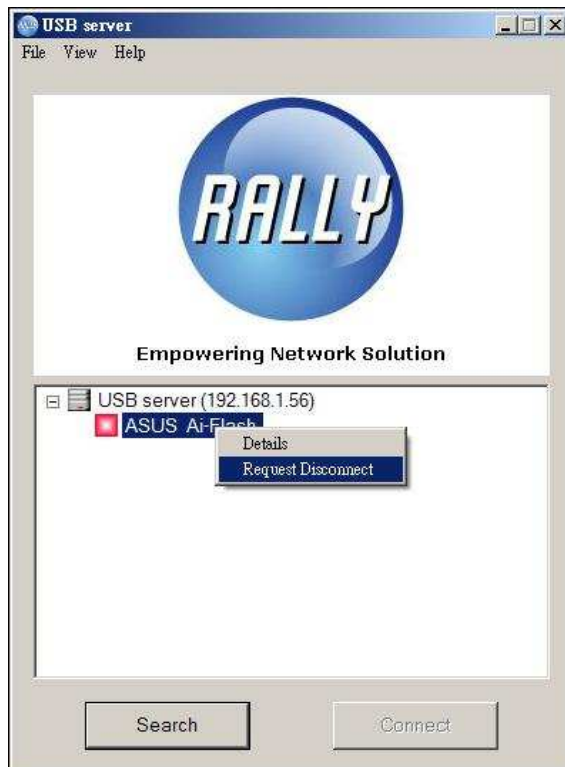 USB server
File View Help
RALLY
Empowering Network Solution
USB server (192.168.1.56)
ASUS Ai-Flash
Details
Request Disconnect
Search
Connect